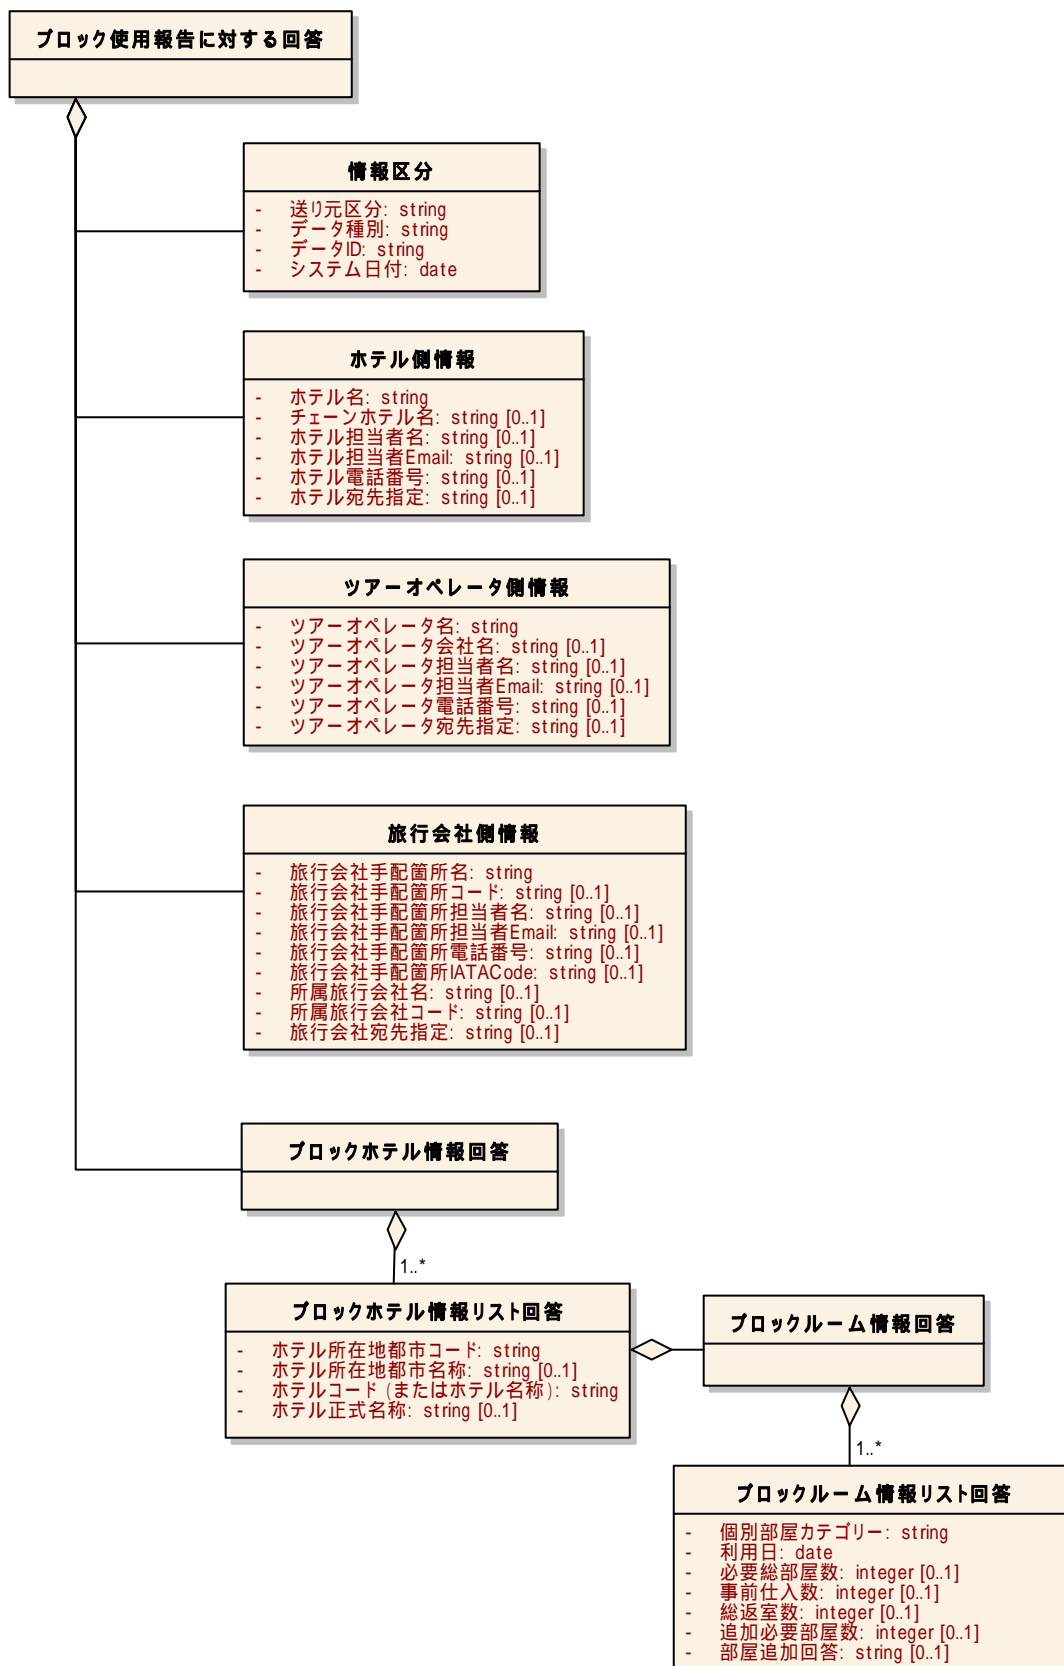 ブロック使用報告に対する回答
情報区分
- 送り元区分: string
- データ種別: string
- データID: string
- システム日付: date
ホテル側情報
- ホテル名: string
- チェーンホテル名: string [0..1]
- ホテル担当者名: string [0..1]
- ホテル担当者Email: string [0..1]
- ホテル電話番号: string [0..1]
- ホテル宛先指定: string [0..1]
ツアーオペレータ側情報
- ツアーオペレータ名: string
- ツアーオペレータ会社名: string [0..1]
- ツアーオペレータ担当者名: string [0..1]
- ツアーオペレータ担当者Email: string [0..1]
- ツアーオペレータ電話番号: string [0..1]
- ツアーオペレータ宛先指定: string [0..1]
旅行会社側情報
- 旅行会社手配箇所名: string
- 旅行会社手配箇所コード: string [0..1]
- 旅行会社手配箇所担当者名: string [0..1]
- 旅行会社手配箇所担当者Email: string [0..1]
- 旅行会社手配箇所電話番号: string [0..1]
- 旅行会社手配箇所IATACode: string [0..1]
- 所属旅行会社名: string [0..1]
- 所属旅行会社コード: string [0..1]
- 旅行会社宛先指定: string [0..1]
ブロックホテル情報回答
1..*
ブロックホテル情報リスト回答
- ホテル所在地都市コード: string
- ホテル所在地都市名称: string [0..1]
- ホテルコード(またはホテル名称): string
- ホテル正式名称: string [0..1]
ブロックルーム情報回答
1..*
ブロックルーム情報リスト回答
- 個別部屋カテゴリー: string
- 利用日: date
- 必要総部屋数: integer [0..1]
- 事前仕入数: integer [0..1]
- 総返室数: integer [0..1]
- 追加必要部屋数: integer [0..1]
- 部屋追加回答: string [0..1]